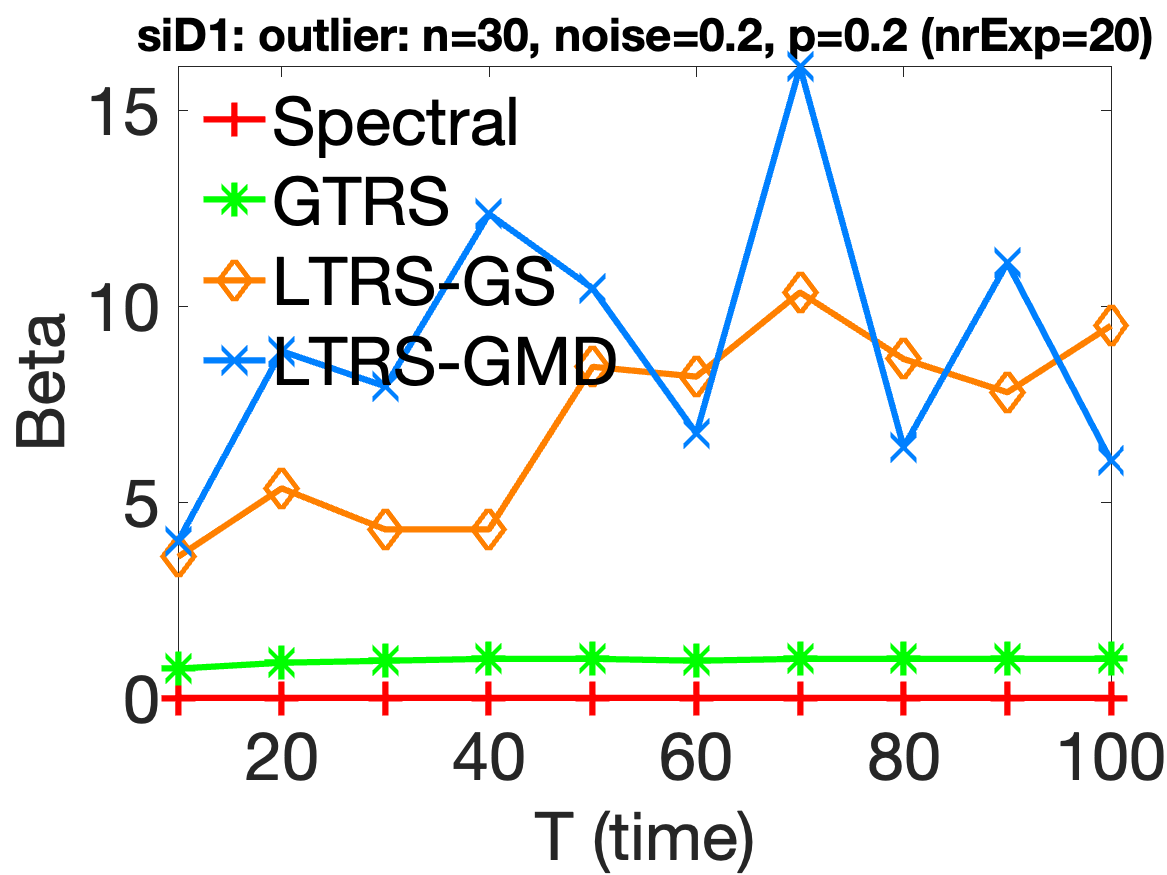 siD1: outlier: n=30, noise=0.2, p=0.2 (nrExp=20)
Spectral
GTRS
LTRS-GS
LTRS-GMD
15
10
5
0
Beta
20 40 60 80 100
T (time)